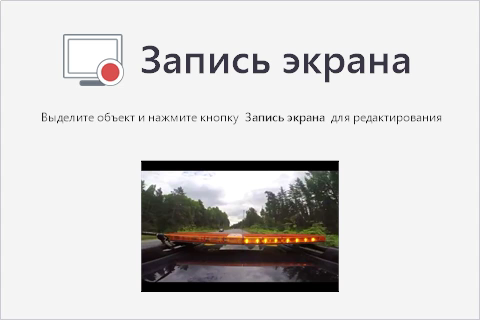 Запись экрана
Выделите объект и нажмите кнопку Запись экрана для редактирования